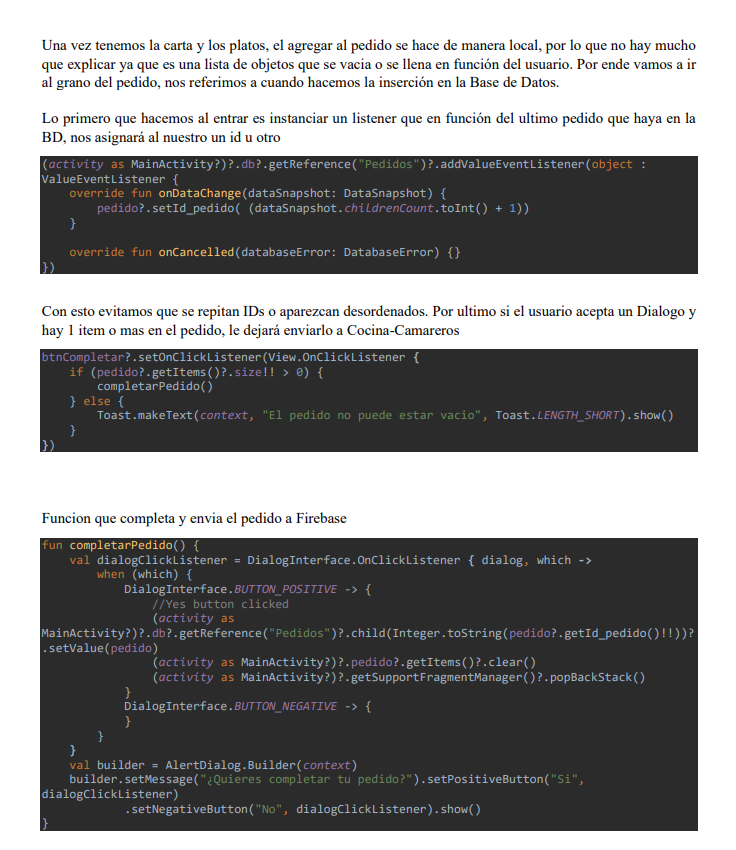 Una vez tenemos la carta y los platos, el agregar al pedido se hace de manera local, por lo que no hay mucho
que explicar ya que es una lista de objetos que se vacia o se llena en función del usuario. Por ende vamos a ir
al grano del pedido, nos referimos a cuando hacemos la inserción en la Base de Datos.
Lo primero que hacemos al entrar es instanciar un listener que en función del ultimo pedido que haya en la
BD, nos asignará al nuestro un id u otro
(activity as MainActivity?)?.db?.getReference("Pedidos")?.addValueEventListener(object :
ValueEventListener {
    override fun onDataChange(dataSnapshot: DataSnapshot) {
        pedido?.setId_pedido( (dataSnapshot.childrenCount.toInt() + 1))
    }
    override fun onCancelled(databaseError: DatabaseError) {}
})
Con esto evitamos que se repitan IDs o aparezcan desordenados. Por ultimo si el usuario acepta un Dialogo y
hay 1 item o mas en el pedido, le dejará enviarlo a Cocina-Camareros
btnCompletar?.setOnClickListener(View.OnClickListener {
    if (pedido?.getItems()?.size!! > 0) {
        completarPedido()
    } else {
        Toast.makeText(context, "El pedido no puede estar vacio", Toast.LENGTH_SHORT).show()
    }
})
Funcion que completa y envia el pedido a Firebase
fun completarPedido() {
    val dialogClickListener = DialogInterface.OnClickListener { dialog, which ->
        when (which) {
            DialogInterface.BUTTON_POSITIVE -> {
                //Yes button clicked
                (activity as
MainActivity?)?.db?.getReference("Pedidos")?.child(Integer.toString(pedido?.getId_pedido()!!))?
.setValue(pedido)
                (activity as MainActivity?)?.pedido?.getItems()?.clear()
                (activity as MainActivity?)?.getSupportFragmentManager()?.popBackStack()
            }
            DialogInterface.BUTTON_NEGATIVE -> {
            }
        }
    }
    val builder = AlertDialog.Builder(context)
    builder.setMessage("¿Quieres completar tu pedido?").setPositiveButton("Si",
dialogClickListener)
            .setNegativeButton("No", dialogClickListener).show()
}